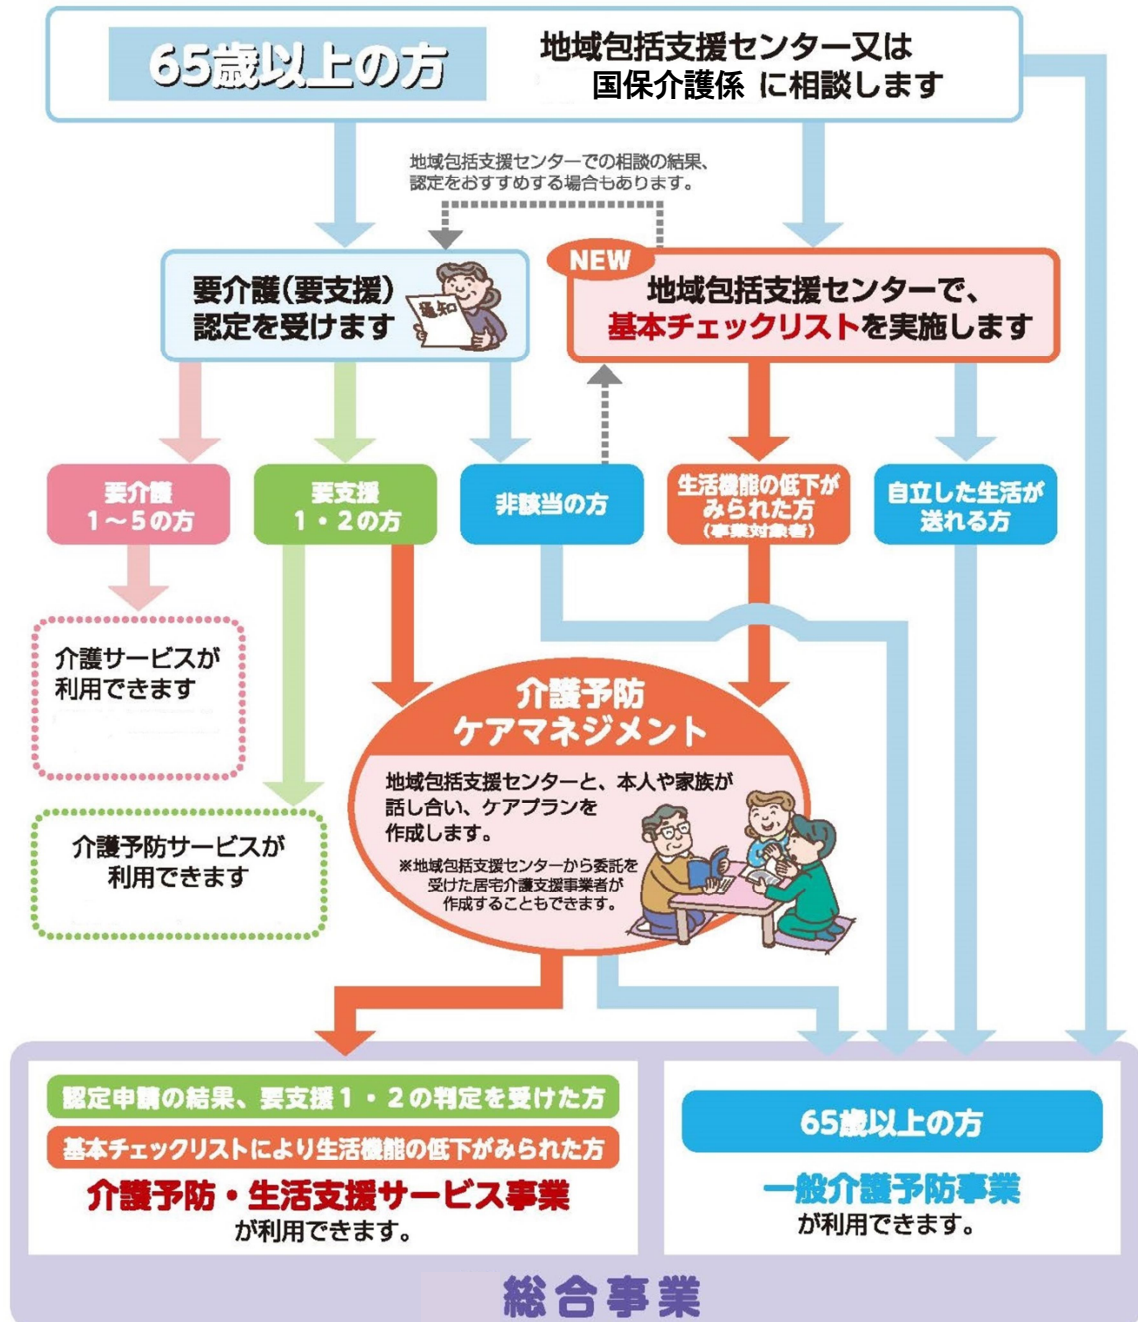 65歳以上の方
地域包括支援センター又は
国保介護係 に相談します
地域包括支援センターでの相談の結果、
認定をおすすめする場合もあります。
要介護(要支援)
認定を受けます
通知
NEW
地域包括支援センターで、
基本チェックリストを実施します
要介護
1～5の方
要支援
1・2の方
非該当の方
生活機能の低下が
みられた方
(事業対象者)
自立した生活が
送れる方
介護サービスが
利用できます
介護予防サービスが
利用できます
介護予防
ケアマネジメント
地域包括支援センターと、本人や家族が
話し合い、ケアプランを
作成します。
※地域包括支援センターから委託を
受けた居宅介護支援事業者が
作成することもできます。
認定申請の結果、要支援1・2の判定を受けた方
基本チェックリストにより生活機能の低下がみられた方
介護予防・生活支援サービス事業
が利用できます。
65歳以上の方
一般介護予防事業
が利用できます。
総合事業